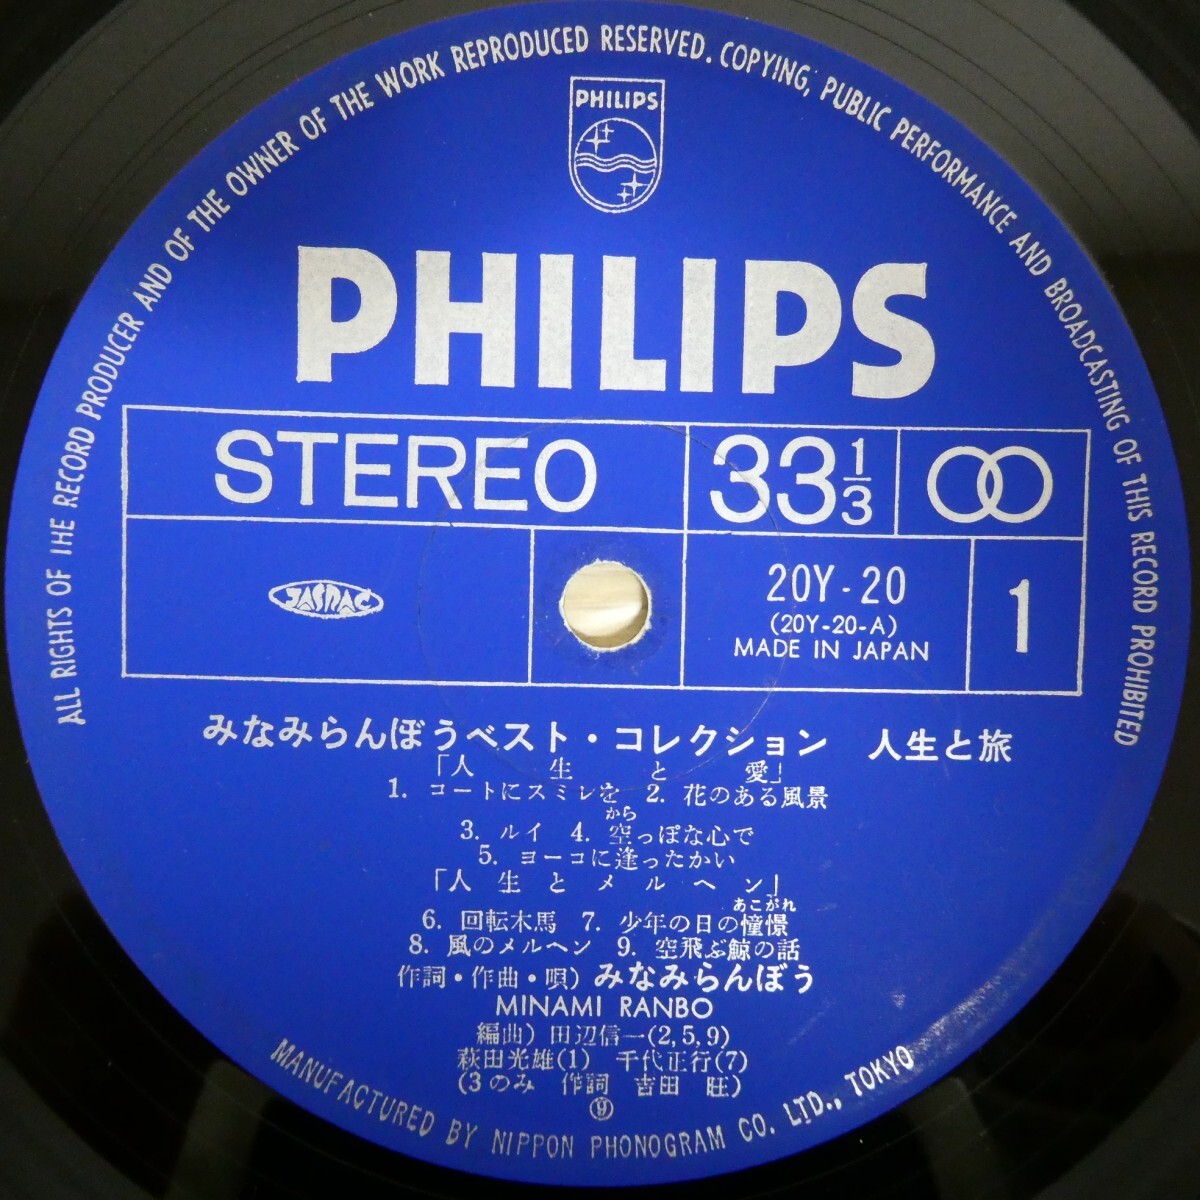 ALL RIGHTS OF THE RECORD PRODUCER AND OF THE OWNER OF THE WORK REPRODUCED RESERVED. COPYING, PUBLIC PERFORMANCE AND BROADCASTING OF THIS RECORD PROHIBITED
PHILIPS
PHILIPS
STEREO
33 1/3
JASRAC
20Y-20
(20Y-20-A)
MADE IN JAPAN
1
みなみらんぼうベスト・コレクション 人生と旅
「人生と愛」
1. コートにスミレを 2. 花のある風景
から
3. ルイ 4. 空っぽな心で
5. ヨーコに逢ったかい
「人生とメルヘン」
あこがれ
6. 回転木馬 7. 少年の日の憧憬
8. 風のメルヘン 9. 空飛ぶ鯨の話
作詞・作曲・唄) みなみらんぼう
MINAMI RANBO
編曲) 田辺信一(2,5,9)
萩田光雄(1) 千代正行(7)
(3のみ 作詞 吉田 旺)
MANUFACTURED BY NIPPON PHONOGRAM CO. LTD., TOKYO